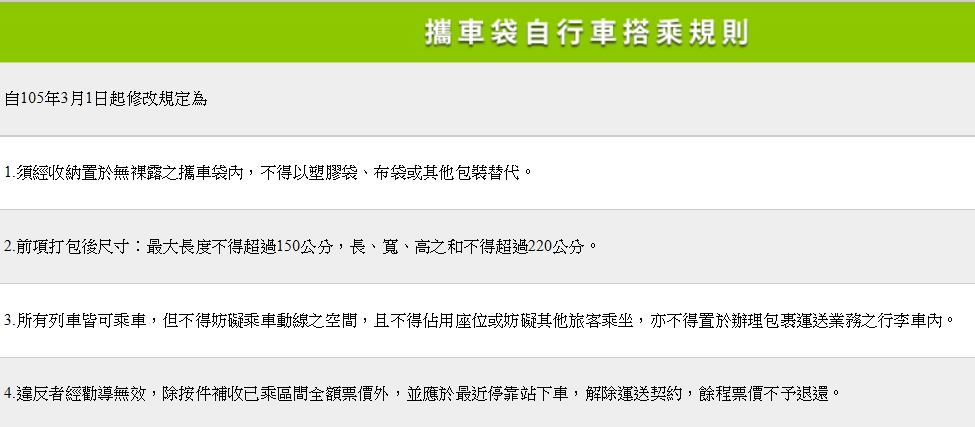 攜車袋自行車搭乘規則
自105年3月1日起修改規定為
1.須經收納置於無裸露之攜車袋內，不得以塑膠袋、布袋或其他包裝替代。
2.前項打包後尺寸：最大長度不得超過150公分，長、寬、高之和不得超過220公分。
3.所有列車皆可乘車，但不得妨礙乘車動線之空間，且不得佔用座位或妨礙其他旅客乘坐，亦不得置於辦理包裹運送業務之行李車內。
4.違反者經勸導無效，除按件補收已乘區間全額票價外，並應於最近停靠站下車，解除運送契約，餘程票價不予退還。